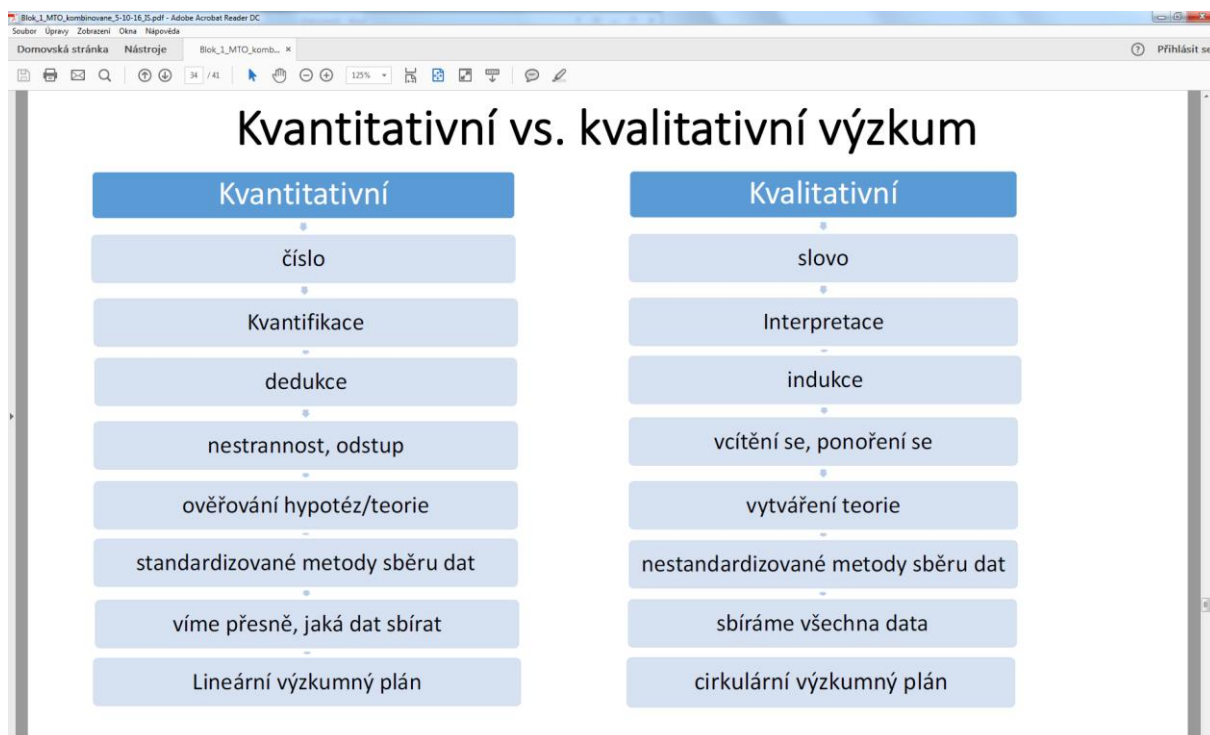 Blok_1_MTO_kombinovane_5-10-16_IS.pdf - Adobe Acrobat Reader DC
Soubor Úpravy Zobrazení Okna Nápověda
Domovská stránka Nástroje Blok_1_MTO_komb... × ? Přihlásit se
34 / 41 125%
Kvantitativní vs. kvalitativní výzkum
Kvantitativní
číslo
Kvantifikace
dedukce
nestrannost, odstup
ověřování hypotéz/teorie
standardizované metody sběru dat
víme přesně, jaká dat sbírat
Lineární výzkumný plán
Kvalitativní
slovo
Interpretace
indukce
vcítění se, ponoření se
vytváření teorie
nestandardizované metody sběru dat
sbíráme všechna data
cirkulární výzkumný plán